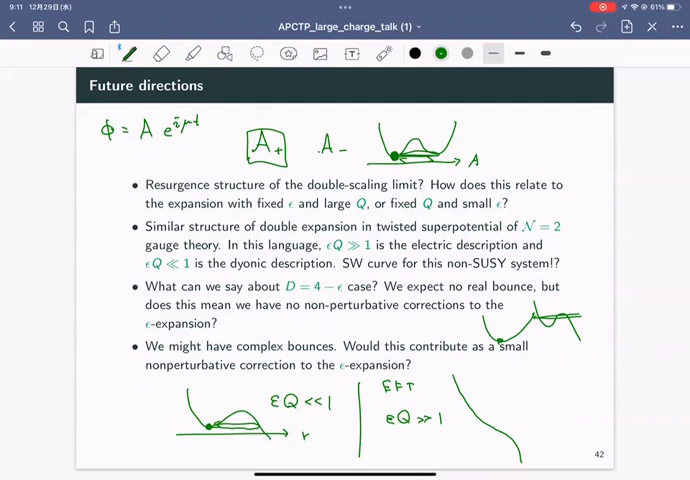 9:11 12月29日(水)
61%
APCTP_large_charge_talk (1)
Future directions
ϕ = A e^{iμt}
A+ A-
A
• Resurgence structure of the double-scaling limit? How does this relate to
the expansion with fixed ϵ and large Q, or fixed Q and small ϵ?
• Similar structure of double expansion in twisted superpotential of N = 2
gauge theory. In this language, ϵQ ≫ 1 is the electric description and
ϵQ ≪ 1 is the dyonic description. SW curve for this non-SUSY system!?
• What can we say about D = 4 − ϵ case? We expect no real bounce, but
does this mean we have no non-perturbative corrections to the
ϵ-expansion?
• We might have complex bounces. Would this contribute as a small
nonperturbative correction to the ϵ-expansion?
εQ << 1
r
EFT
εQ >> 1
42